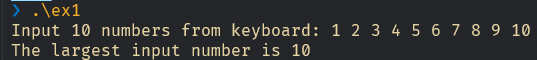 ❯ .\ex1
Input 10 numbers from keyboard: 1 2 3 4 5 6 7 8 9 10
The largest input number is 10